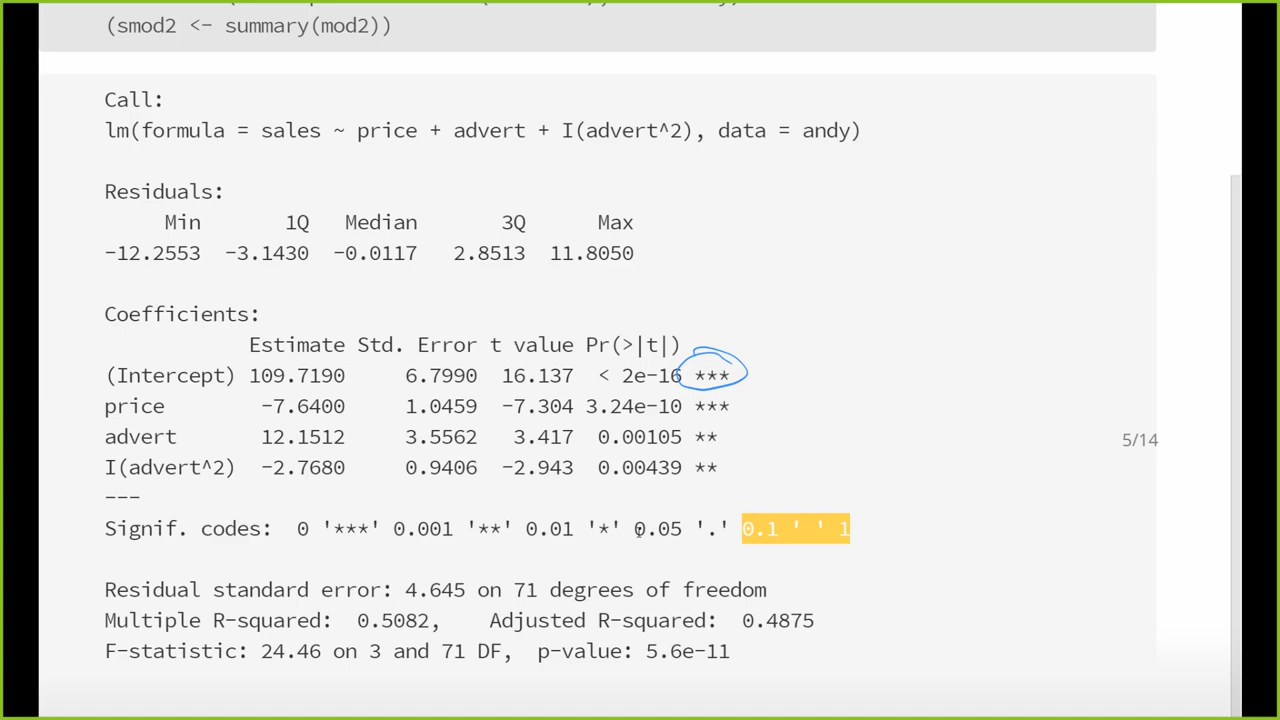 (smod2 <- summary(mod2))
Call:
lm(formula = sales ~ price + advert + I(advert^2), data = andy)
Residuals:
Min 1Q Median 3Q Max
-12.2553 -3.1430 -0.0117 2.8513 11.8050
Coefficients:
Estimate Std. Error t value Pr(>|t|)
(Intercept) 109.7190 6.7990 16.137 < 2e-16 ***
price -7.6400 1.0459 -7.304 3.24e-10 ***
advert 12.1512 3.5562 3.417 0.00105 **
I(advert^2) -2.7680 0.9406 -2.943 0.00439 **
5/14
---
Signif. codes: 0 '***' 0.001 '**' 0.01 '*' 0.05 '.' 0.1 ' ' 1
Residual standard error: 4.645 on 71 degrees of freedom
Multiple R-squared: 0.5082, Adjusted R-squared: 0.4875
F-statistic: 24.46 on 3 and 71 DF, p-value: 5.6e-11